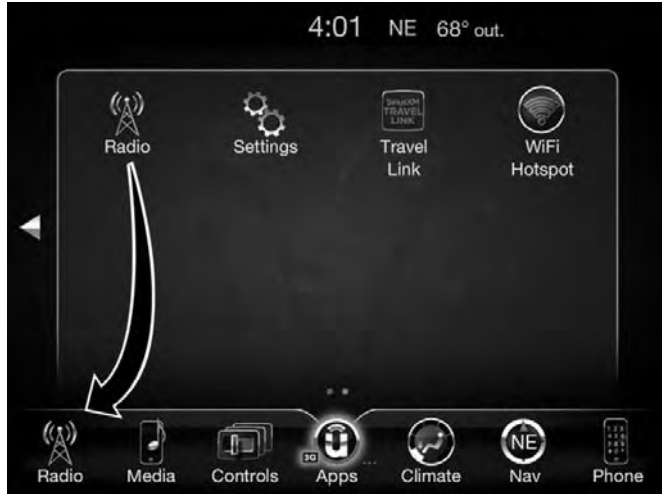 4:01 NE 68° out.
Radio Settings Travel Link WiFi Hotspot
SiriusXM
TRAVEL
LINK
3G
NE
Radio Media Controls Apps Climate Nav Phone